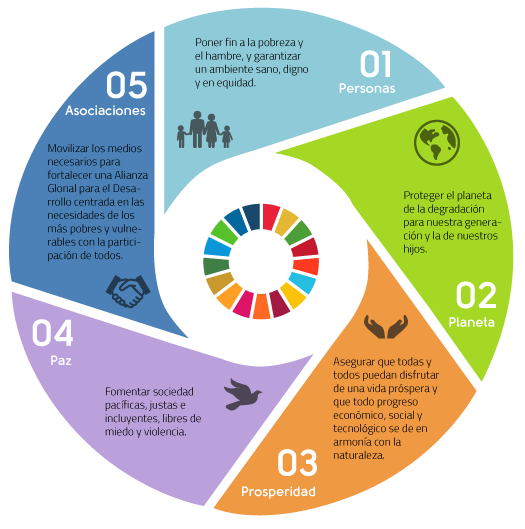 01
Personas
Poner fin a la pobreza y
el hambre, y garantizar
un ambiente sano, digno
y en equidad.
02
Planeta
Proteger el planeta
de la degradación
para nuestra genera-
ción y la de nuestros
hijos.
03
Prosperidad
Asegurar que todas y
todos puedan disfrutar
de una vida próspera y
que todo progreso
económico, social y
tecnológico se de en
armonía con la
naturaleza.
04
Paz
Fomentar sociedad
pacíficas, justas e
incluyentes, libres de
miedo y violencia.
05
Asociaciones
Movilizar los medios
necesarios para
fortalecer una Alianza
Glonal para el Desa-
rrollo centrada en las
necesidades de los
más pobres y vulne-
rables con la partici-
pación de todos.